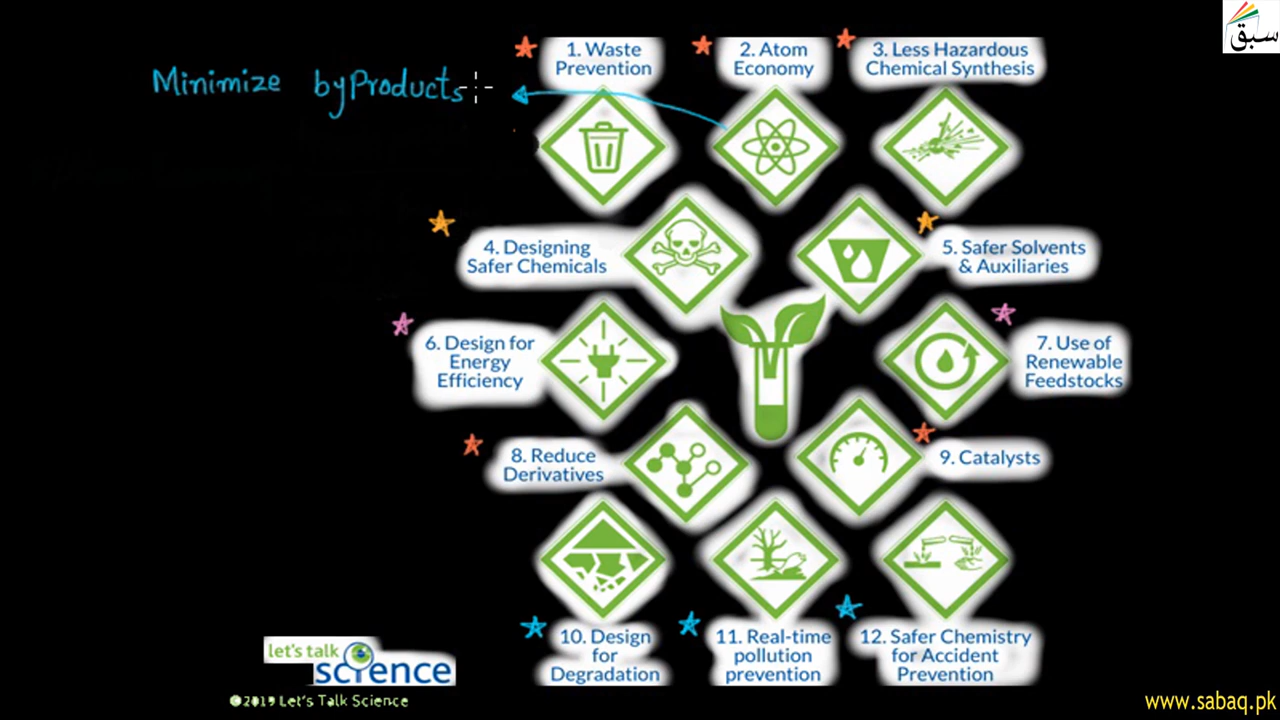 سبق
1. Waste
Prevention
2. Atom
Economy
3. Less Hazardous
Chemical Synthesis
Minimize byProducts
4. Designing
Safer Chemicals
5. Safer Solvents
& Auxiliaries
6. Design for
Energy
Efficiency
7. Use of
Renewable
Feedstocks
8. Reduce
Derivatives
9. Catalysts
10. Design
for
Degradation
11. Real-time
pollution
prevention
12. Safer Chemistry
for Accident
Prevention
let's talk
science
©2019 Let's Talk Science
www.sabaq.pk